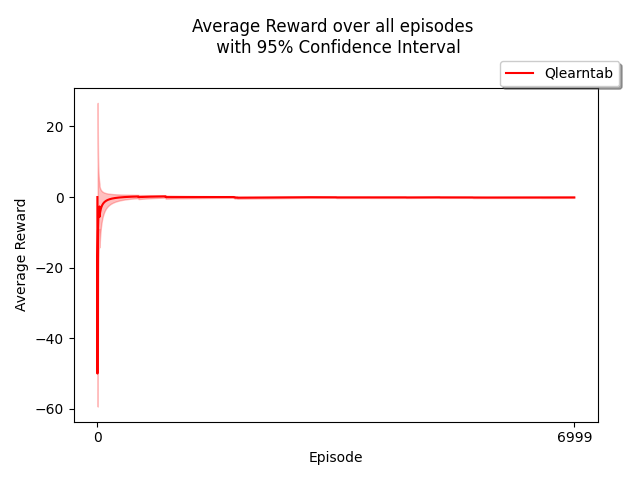 Average Reward over all episodes
with 95% Confidence Interval
Qlearntab
20
0
−20
−40
−60
Average Reward
0
6999
Episode